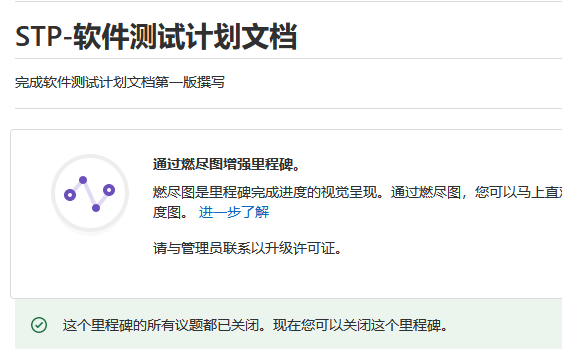 STP-软件测试计划文档
完成软件测试计划文档第一版撰写
通过燃尽图增强里程碑。
燃尽图是里程碑完成进度的视觉呈现。通过燃尽图，您可以马上直
度图。 进一步了解
请与管理员联系以升级许可证。
这个里程碑的所有议题都已关闭。现在您可以关闭这个里程碑。